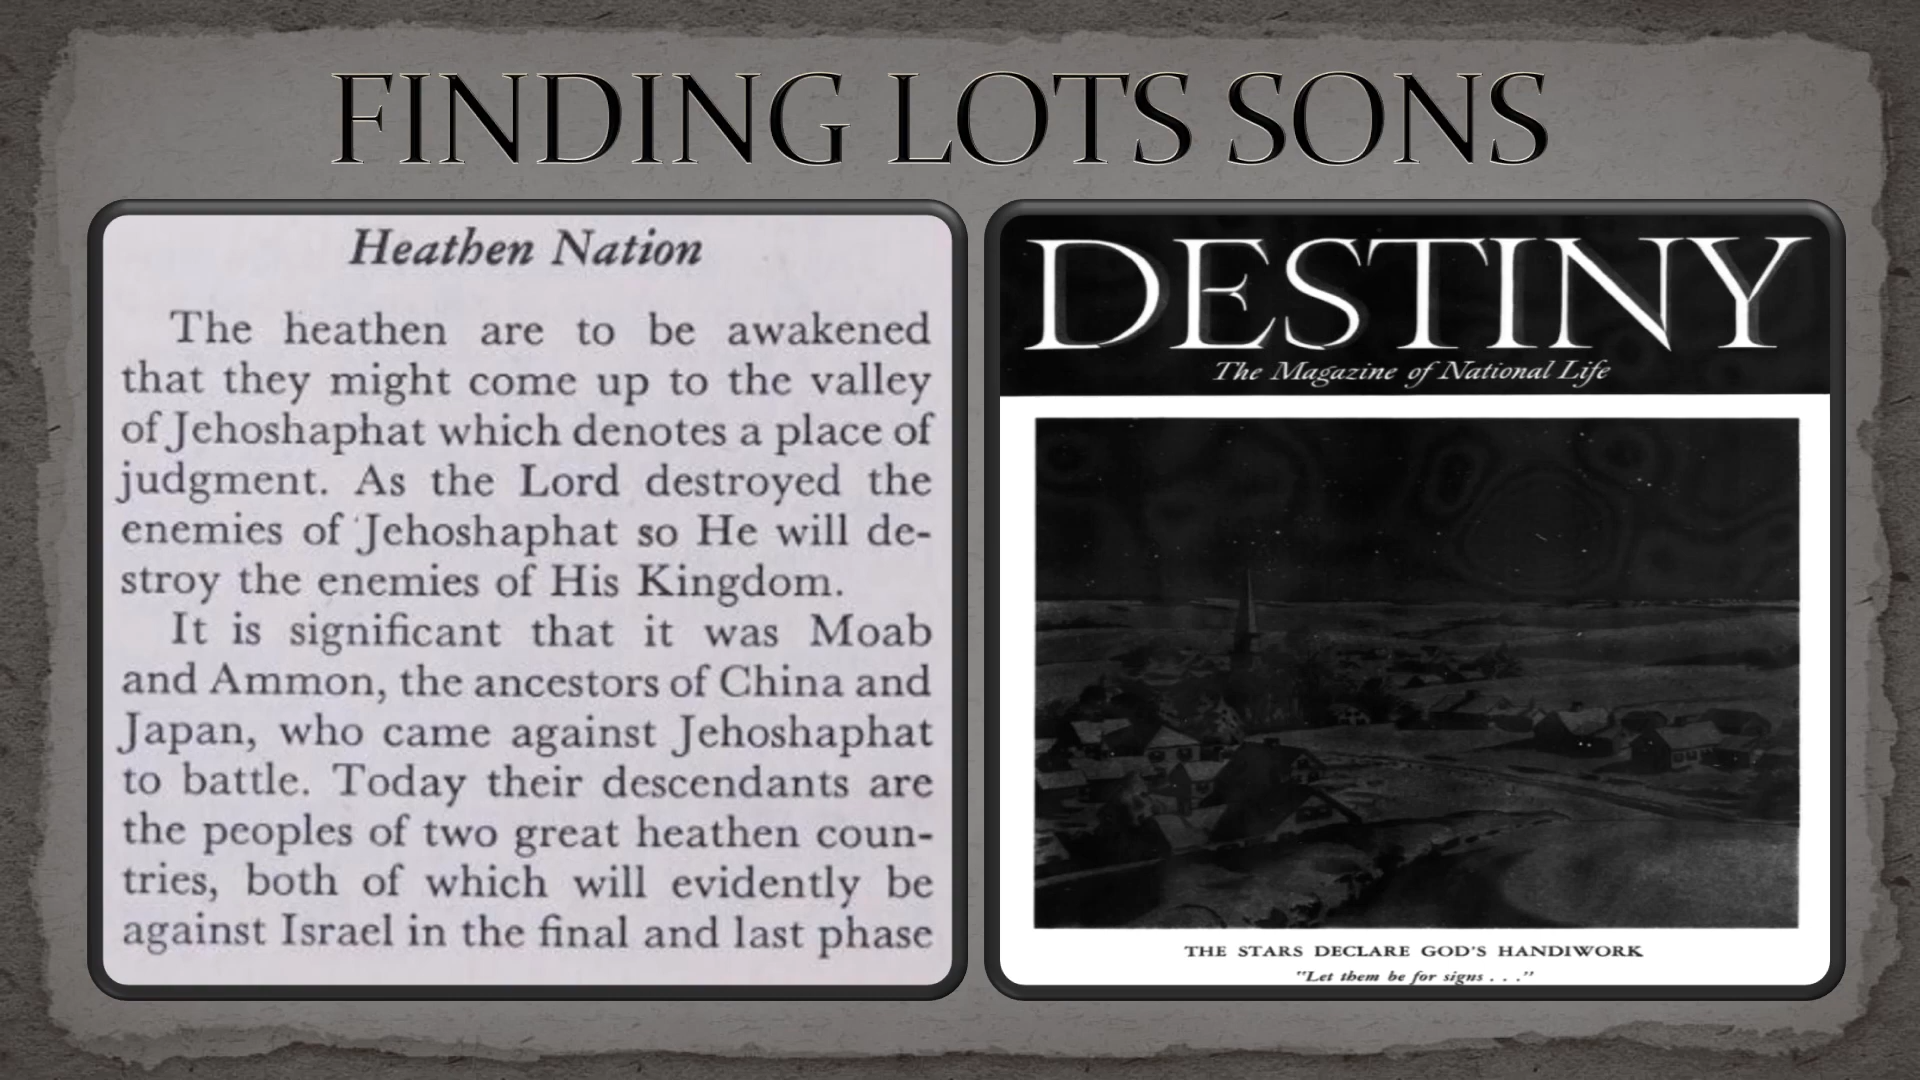 FINDING LOTS SONS
Heathen Nation
The heathen are to be awakened
that they might come up to the valley
of Jehoshaphat which denotes a place of
judgment. As the Lord destroyed the
enemies of Jehoshaphat so He will de-
stroy the enemies of His Kingdom.
It is significant that it was Moab
and Ammon, the ancestors of China and
Japan, who came against Jehoshaphat
to battle. Today their descendants are
the peoples of two great heathen coun-
tries, both of which will evidently be
against Israel in the final and last phase
DESTINY
The Magazine of National Life
THE STARS DECLARE GOD'S HANDIWORK
"Let them be for signs . . ."